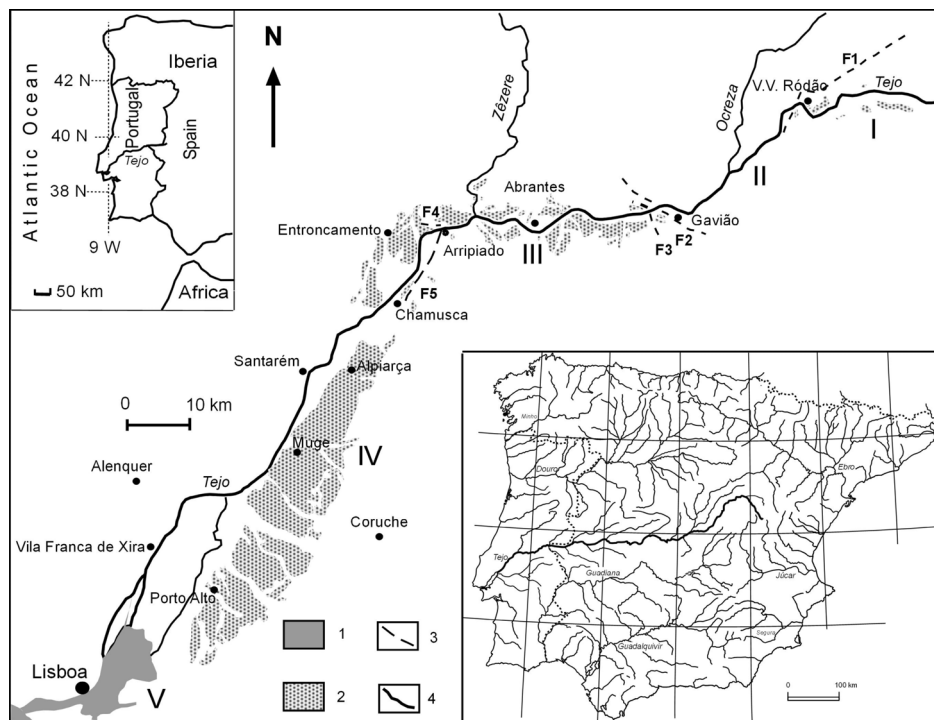 Iberia
42 N
40 N
38 N
9 W
Atlantic Ocean
Portugal
Spain
Tejo
50 km
Africa
N
Zêzere
Ocreza
F1
V.V. Ródão
Tejo
I
II
Abrantes
Gavião
F2
F3
III
F4
Entroncamento
Arripiado
F5
Chamusca
Santarém
Alpiarça
0 10 km
Muge
IV
Alenquer
Tejo
Coruche
Vila Franca de Xira
Porto Alto
Lisboa
V
1
2
3
4
Minho
Douro
Ebro
Tejo
Guadiana
Júcar
Segura
Guadalquivir
0 100 km